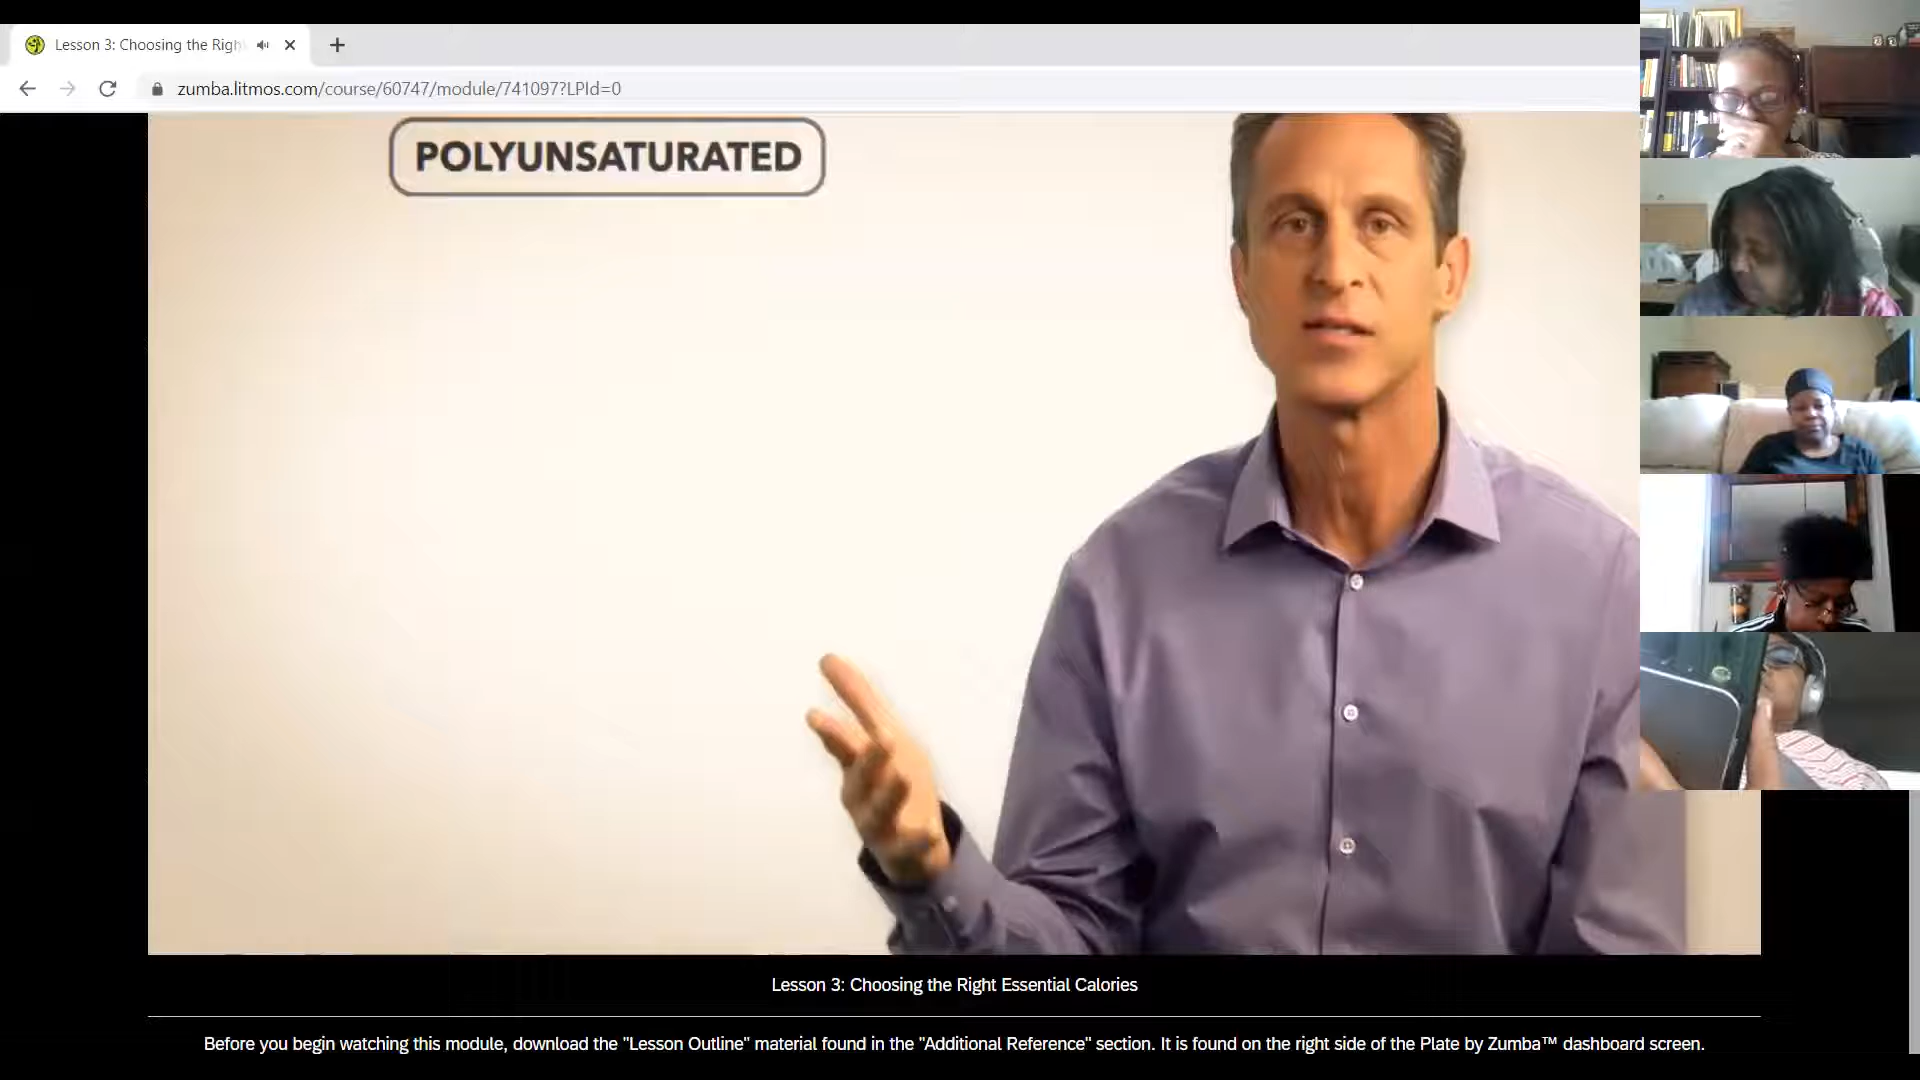 Lesson 3: Choosing the Righ
zumba.litmos.com/course/60747/module/741097?LPId=0
POLYUNSATURATED
Lesson 3: Choosing the Right Essential Calories
Before you begin watching this module, download the "Lesson Outline" material found in the "Additional Reference" section. It is found on the right side of the Plate by Zumba™ dashboard screen.